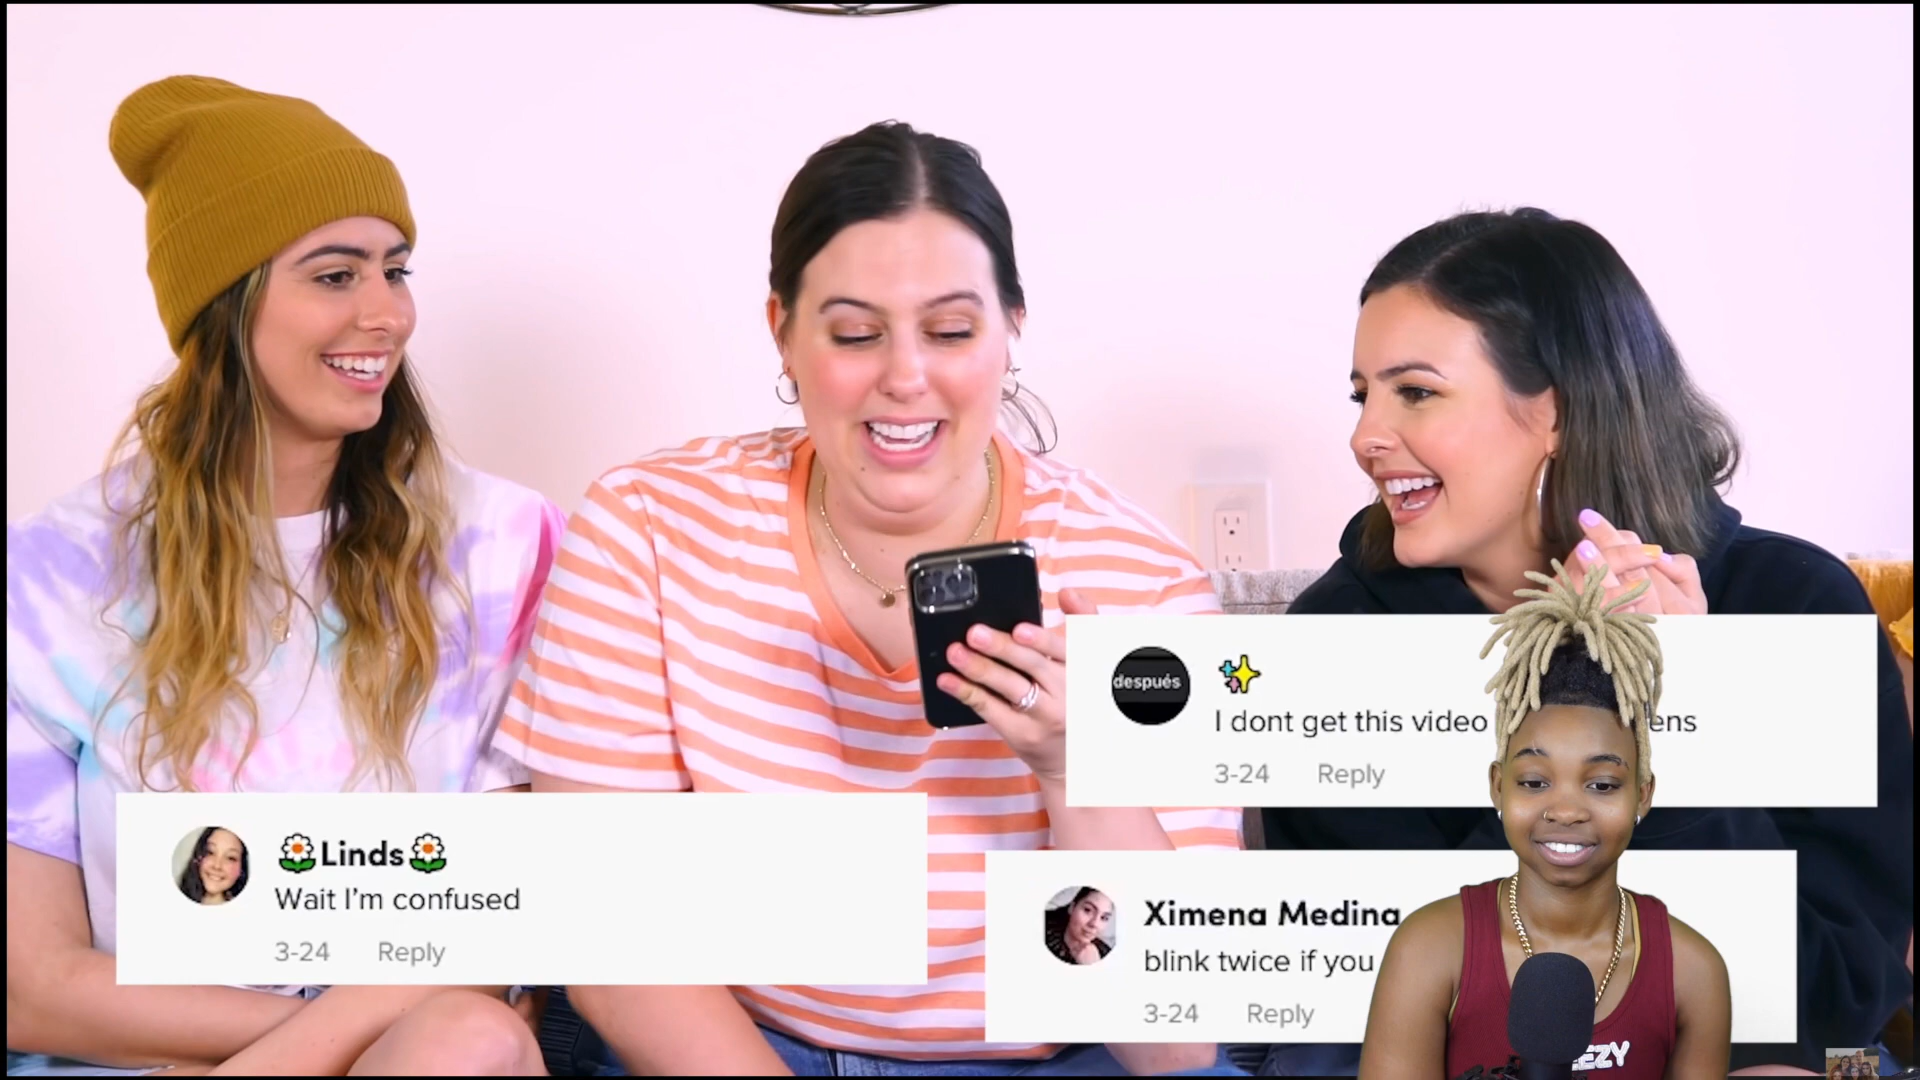 después
I dont get this video
ens
3-24 Reply
Linds
Wait I'm confused
3-24 Reply
Ximena Medina
blink twice if you
3-24 Reply
EZY